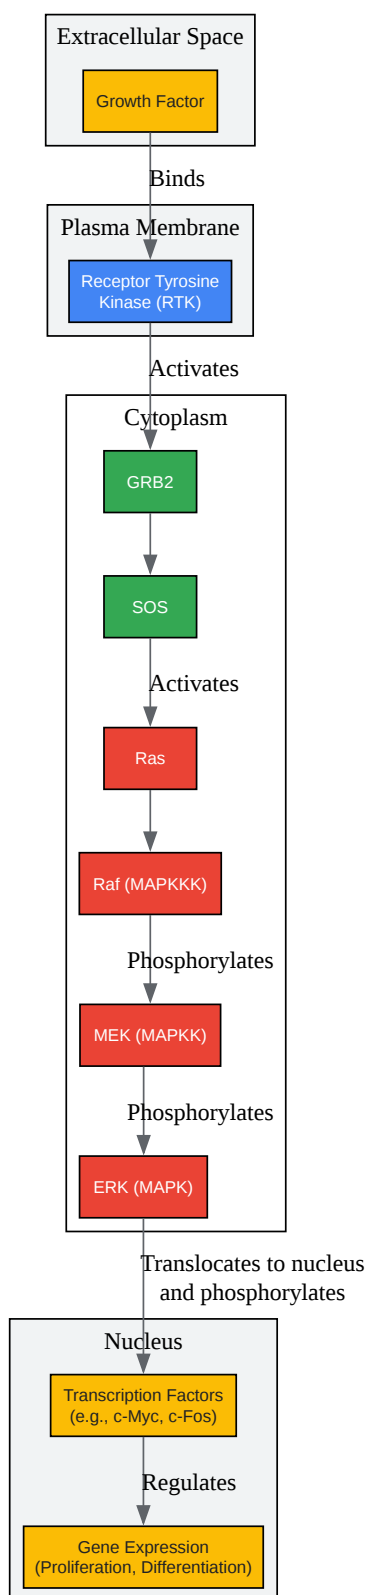 Extracellular Space
Growth Factor
Binds
Plasma Membrane
Receptor Tyrosine
Kinase (RTK)
Activates
Cytoplasm
GRB2
SOS
Activates
Ras
Raf (MAPKKK)
Phosphorylates
MEK (MAPKK)
Phosphorylates
ERK (MAPK)
Translocates to nucleus
and phosphorylates
Nucleus
Transcription Factors
(e.g., c-Myc, c-Fos)
Regulates
Gene Expression
(Proliferation, Differentiation)